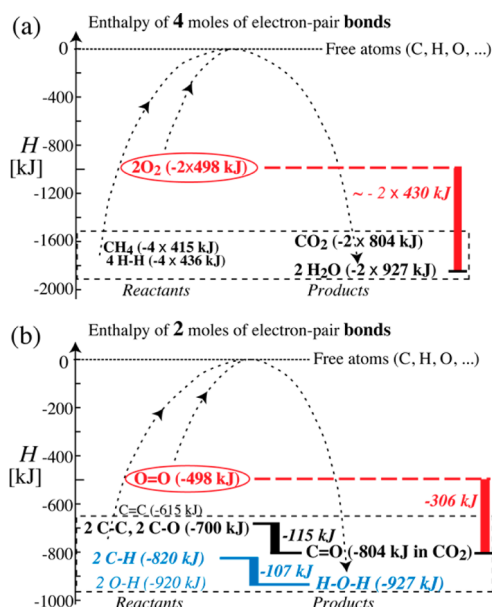 (a) Enthalpy of 4 moles of electron-pair bonds
0
Free atoms (C, H, O, ...)
-400
H
[kJ]
-800
2O₂ (-2×498 kJ)
~ - 2 × 430 kJ
-1200
-1600
CH₄ (-4 × 415 kJ)
4 H-H (-4 × 436 kJ)
CO₂ (-2× 804 kJ)
2 H₂O (-2 × 927 kJ)
-2000
Reactants
Products
(b) Enthalpy of 2 moles of electron-pair bonds
0
Free atoms (C, H, O, ...)
-200
H
[kJ]
-400
O=O (-498 kJ)
-306 kJ
-600
C=C (-615 kJ)
2 C-C, 2 C-O (-700 kJ)
-115 kJ
-800
C=O (-804 kJ in CO₂)
2 C-H (-820 kJ)
-107 kJ
2 O-H (-920 kJ)
H-O-H (-927 kJ)
-1000
Reactants
Products